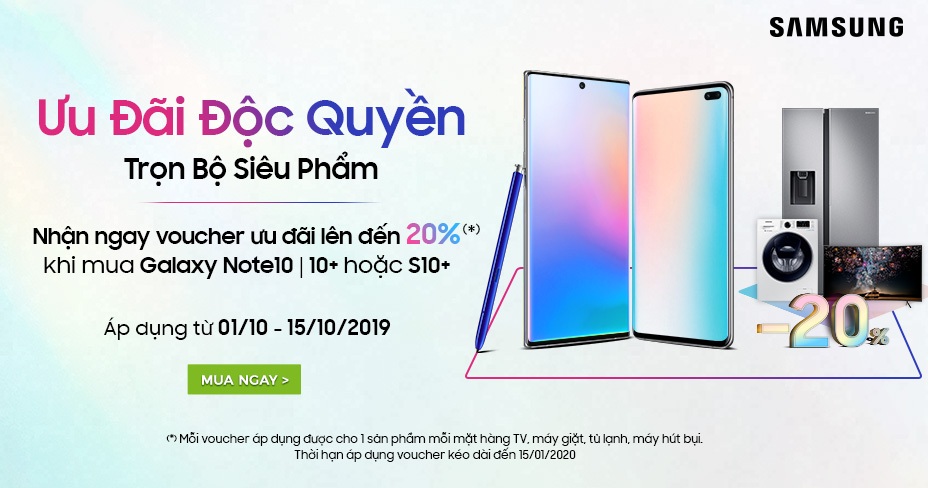 SAMSUNG
Ưu Đãi Độc Quyền
Trọn Bộ Siêu Phẩm
Nhận ngay voucher ưu đãi lên đến 20%(*)
khi mua Galaxy Note10 | 10+ hoặc S10+
Áp dụng từ 01/10 - 15/10/2019
MUA NGAY >
-20%
(*) Mỗi voucher áp dụng được cho 1 sản phẩm mỗi mặt hàng TV, máy giặt, tủ lạnh, máy hút bụi.
Thời hạn áp dụng voucher kéo dài đến 15/01/2020